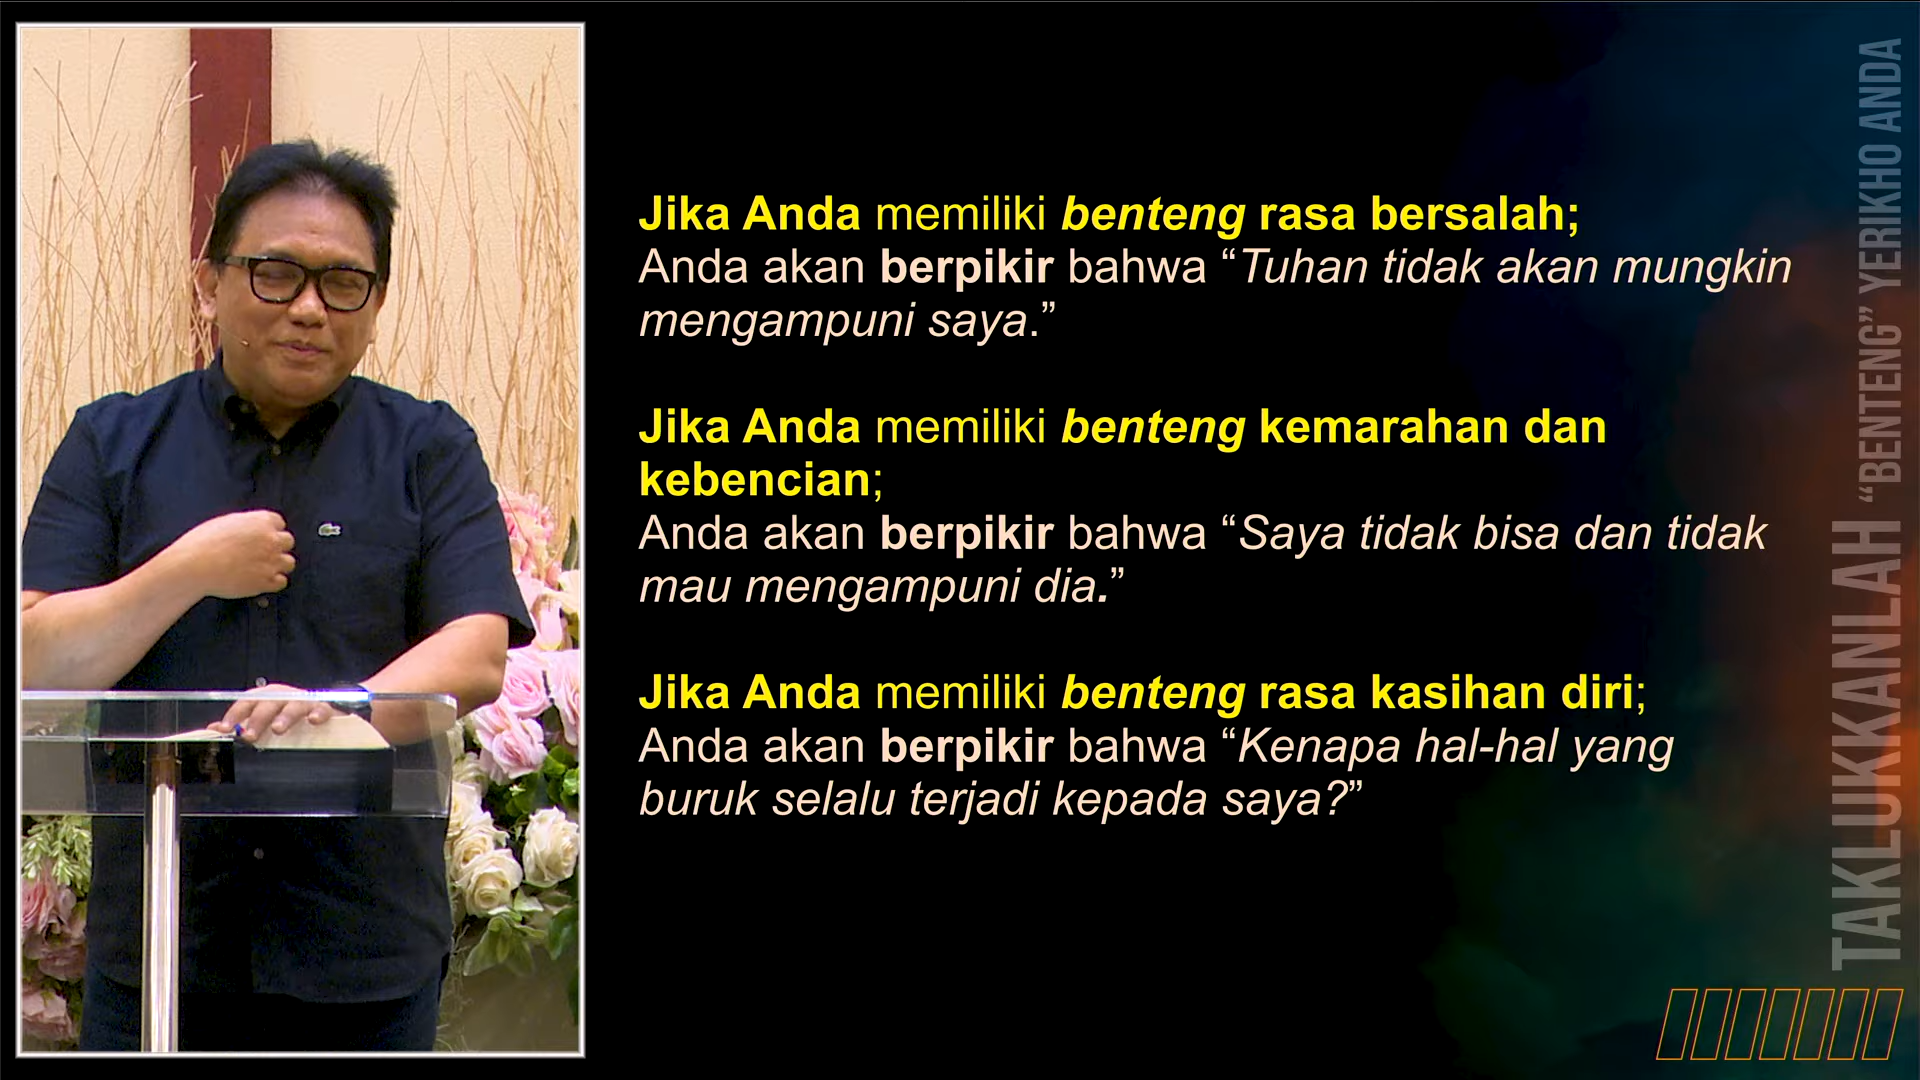 Jika Anda memiliki benteng rasa bersalah;
Anda akan berpikir bahwa “Tuhan tidak akan mungkin
mengampuni saya.”
Jika Anda memiliki benteng kemarahan dan
kebencian;
Anda akan berpikir bahwa “Saya tidak bisa dan tidak
mau mengampuni dia.”
Jika Anda memiliki benteng rasa kasihan diri;
Anda akan berpikir bahwa “Kenapa hal-hal yang
buruk selalu terjadi kepada saya?”
TAKLUKKANLAH “BENTENG” YERIKHO ANDA